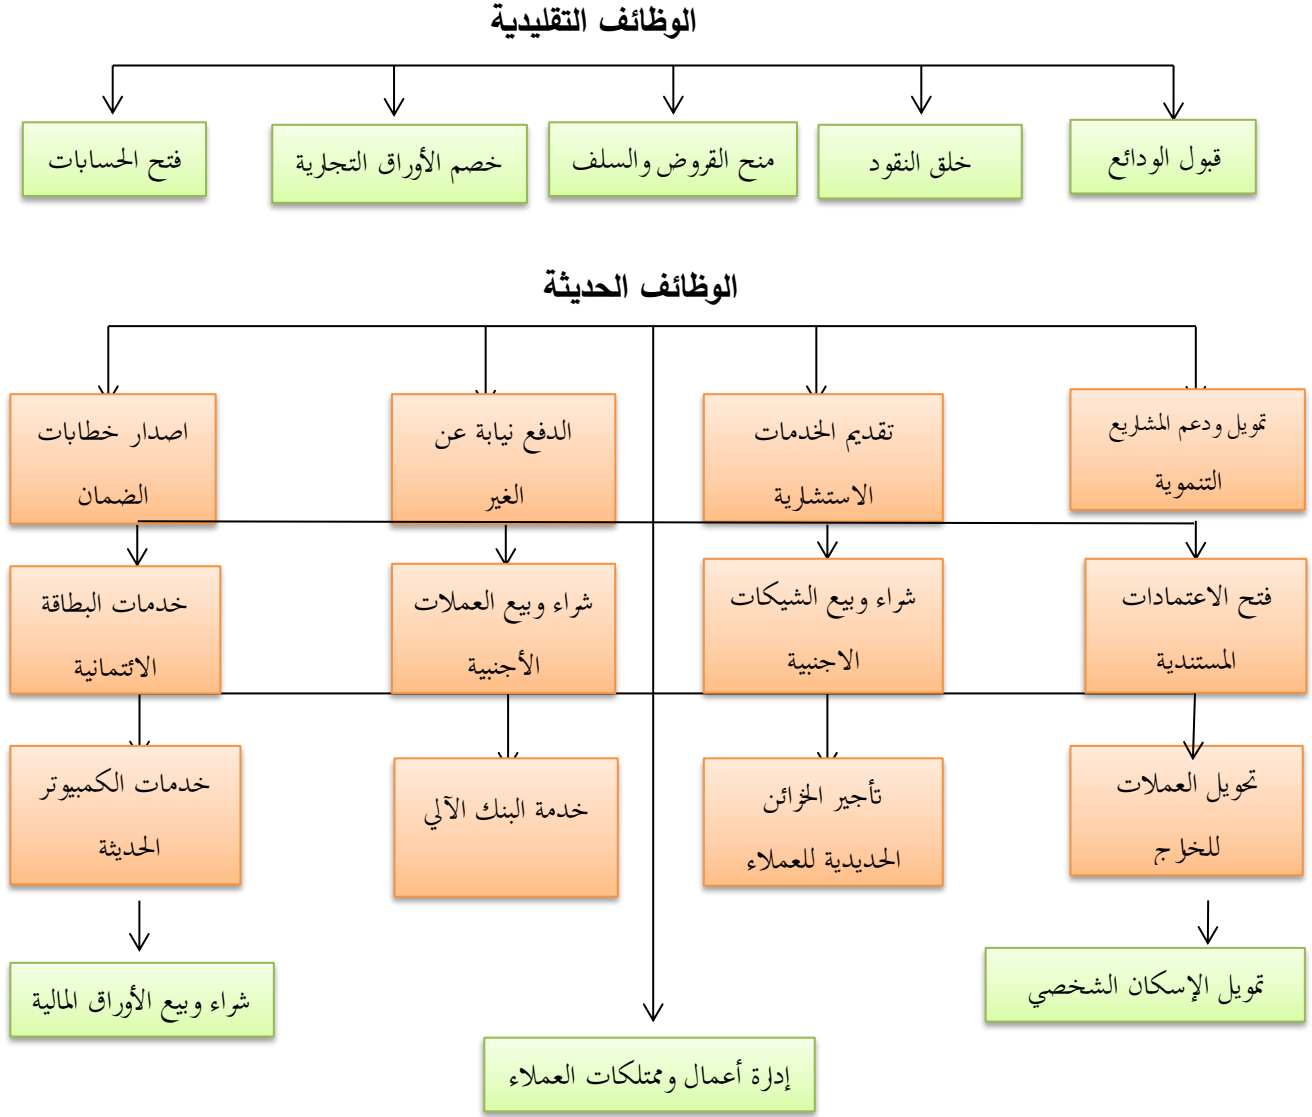 الوظائف التقليدية
قبول الودائع
خلق النقود
منح القروض والسلف
خصم الأوراق التجارية
فتح الحسابات
الوظائف الحديثة
تمويل ودعم المشاريع
التنموية
تقديم الخدمات
الاستشارية
الدفع نيابة عن
الغير
اصدار خطابات
الضمان
فتح الاعتمادات
المستندية
شراء وبيع الشيكات
الاجنبية
شراء وبيع العملات
الأجنبية
خدمات البطاقة
الائتمانية
تحويل العملات
للخارج
تأجير الخزائن
الحديدية للعملاء
خدمة البنك الآلي
خدمات الكمبيوتر
الحديثة
تمويل الإسكان الشخصي
شراء وبيع الأوراق المالية
إدارة أعمال وممتلكات العملاء